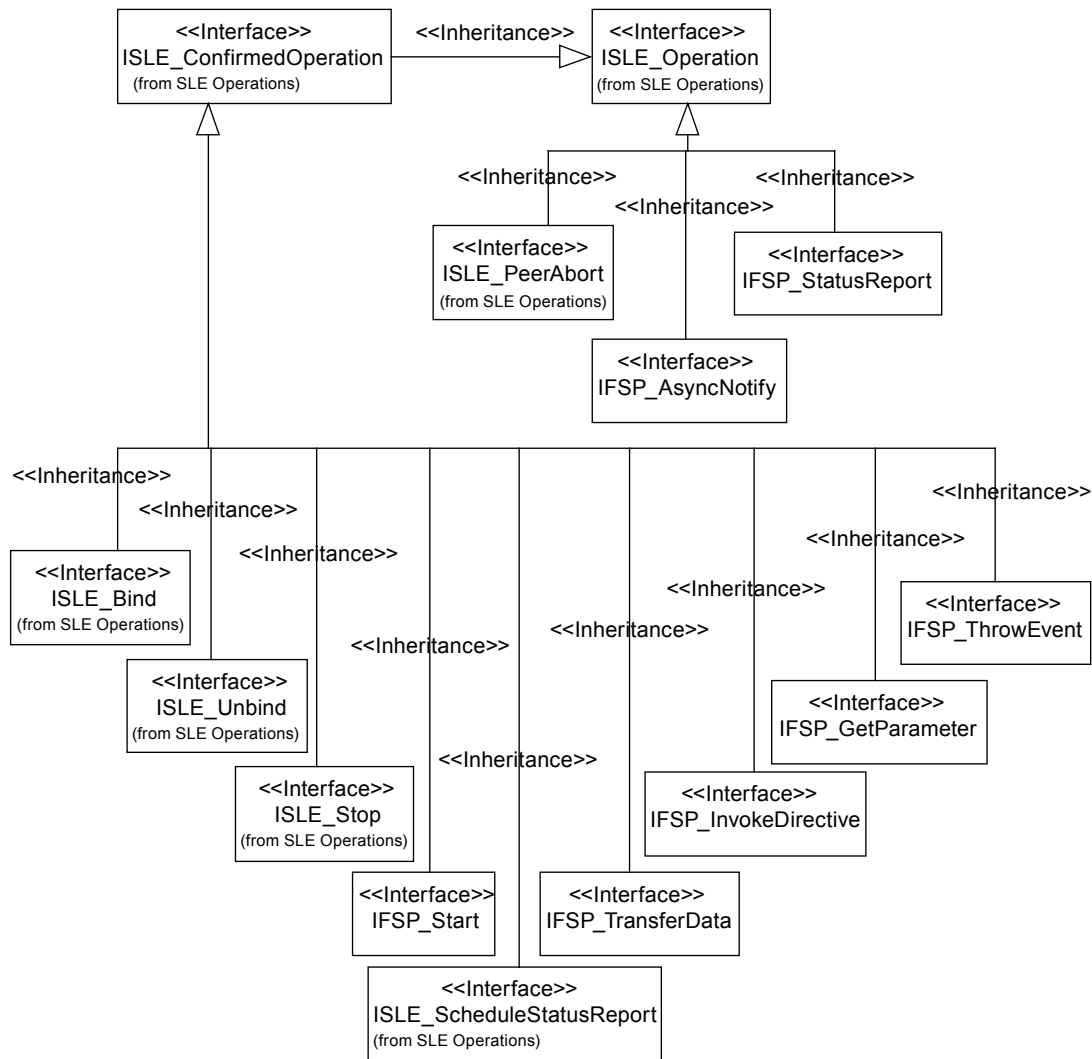 <<Interface>>
ISLE_ConfirmedOperation
(from SLE Operations)
<<Inheritance>>
<<Interface>>
ISLE_Operation
(from SLE Operations)
<<Inheritance>>
<<Inheritance>>
<<Inheritance>>
<<Interface>>
ISLE_PeerAbort
(from SLE Operations)
<<Interface>>
IFSP_StatusReport
<<Interface>>
IFSP_AsyncNotify
<<Inheritance>>
<<Inheritance>>
<<Inheritance>>
<<Inheritance>>
<<Inheritance>>
<<Inheritance>>
<<Inheritance>>
<<Inheritance>>
<<Inheritance>>
<<Interface>>
ISLE_Bind
(from SLE Operations)
<<Interface>>
IFSP_ThrowEvent
<<Interface>>
ISLE_Unbind
(from SLE Operations)
<<Interface>>
IFSP_GetParameter
<<Interface>>
ISLE_Stop
(from SLE Operations)
<<Interface>>
IFSP_InvokeDirective
<<Interface>>
IFSP_Start
<<Interface>>
IFSP_TransferData
<<Interface>>
ISLE_ScheduleStatusReport
(from SLE Operations)